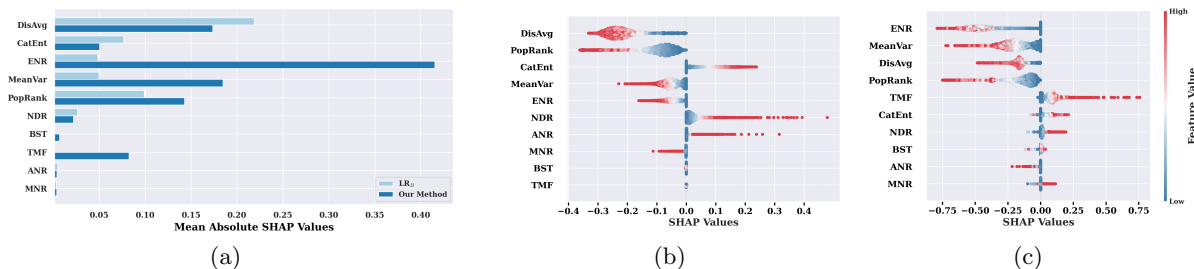 DisAvg
CatEnt
ENR
MeanVar
PopRank
NDR
BST
TMF
ANR
MNR
LRβ
Our Method
0.05 0.10 0.15 0.20 0.25 0.30 0.35 0.40
Mean Absolute SHAP Values
(a)
DisAvg
PopRank
CatEnt
MeanVar
ENR
NDR
ANR
MNR
BST
TMF
−0.4 −0.3 −0.2 −0.1 0.0 0.1 0.2 0.3 0.4
SHAP Values
(b)
ENR
MeanVar
DisAvg
PopRank
TMF
CatEnt
NDR
BST
ANR
MNR
−0.75 −0.50 −0.25 0.00 0.25 0.50 0.75
SHAP Values
(c)
High
Feature Value
Low